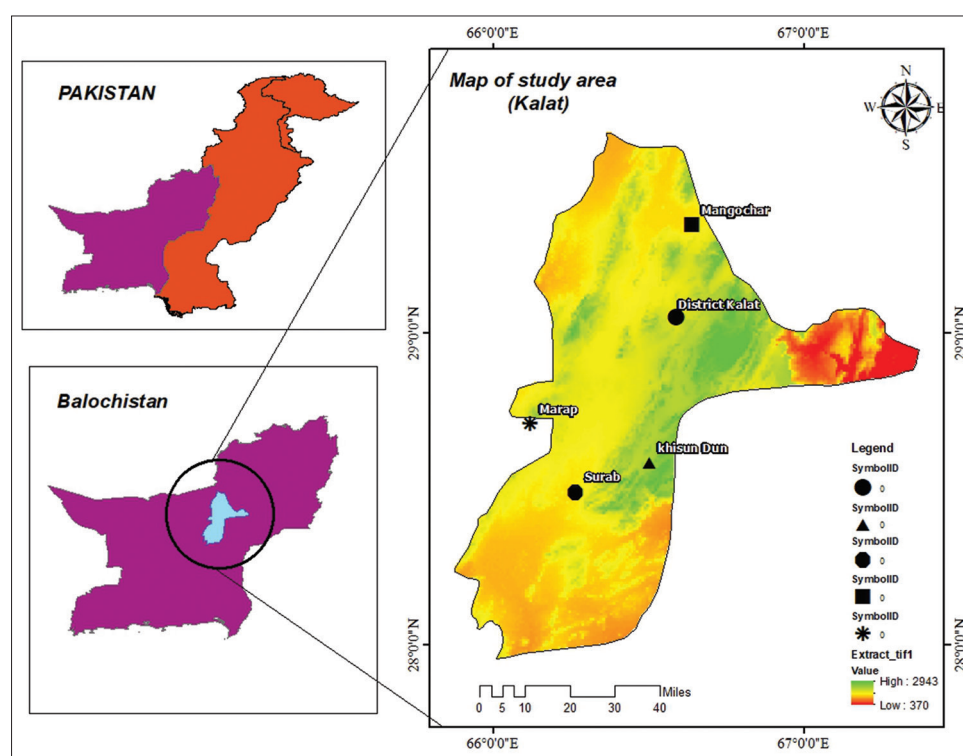 PAKISTAN
Balochistan
66°0'0"E
67°0'0"E
Map of study area
(Kalat)
N
W
E
S
Mangochar
District Kalat
29°0'0"N
29°0'0"N
Marap
khisun Dun
Surab
Legend
SymbolID
0
SymbolID
0
SymbolID
0
SymbolID
0
SymbolID
0
Extract_tif1
Value
High : 2943
Low : 370
28°0'0"N
28°0'0"N
Miles
0 5 10 20 30 40
66°0'0"E
67°0'0"E